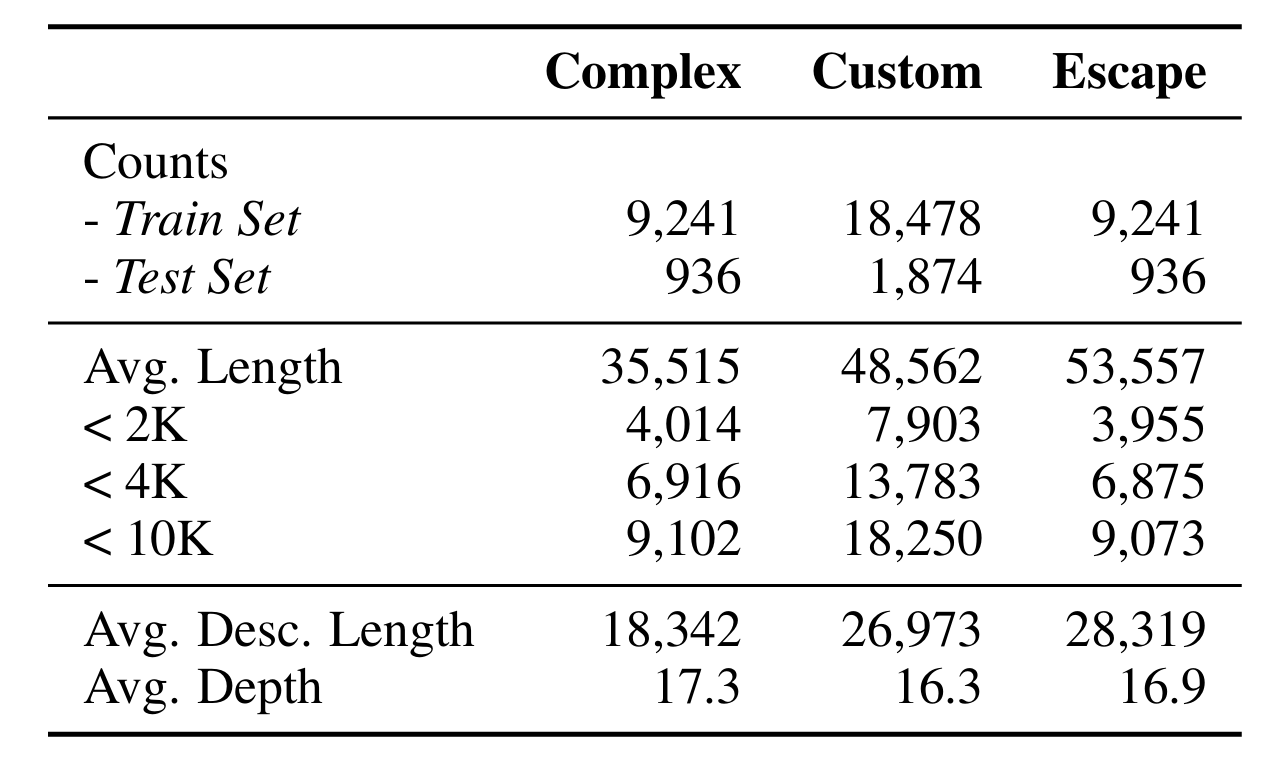 Complex Custom Escape
Counts
- Train Set 9,241 18,478 9,241
- Test Set 936 1,874 936
Avg. Length 35,515 48,562 53,557
< 2K 4,014 7,903 3,955
< 4K 6,916 13,783 6,875
< 10K 9,102 18,250 9,073
Avg. Desc. Length 18,342 26,973 28,319
Avg. Depth 17.3 16.3 16.9